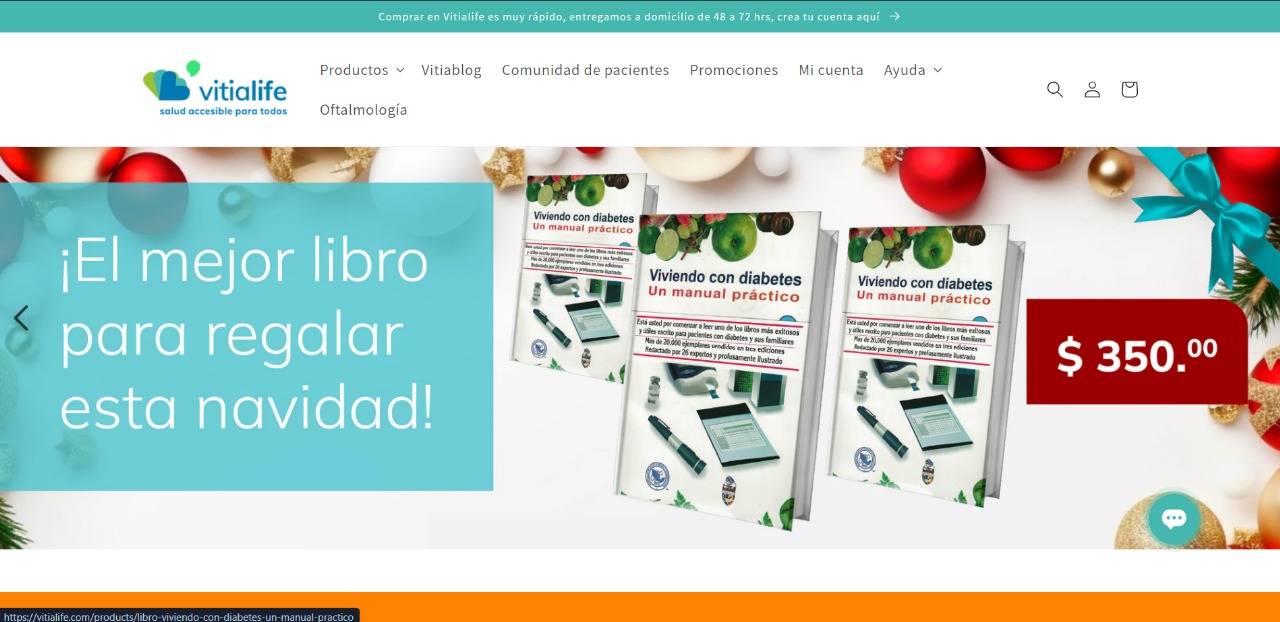 Comprar en Vitialife es muy rápido, entregamos a domicilio de 48 a 72 hrs, crea tu cuenta aquí →
vitialife
salud accesible para todos
Productos
Vitiablog
Comunidad de pacientes
Promociones
Mi cuenta
Ayuda
Oftalmología
¡El mejor libro
para regalar
esta navidad!
Viviendo con diabetes
Un manual práctico
Está usted por comenzar a leer uno de los libros más exitosos
y útiles escrito para pacientes con diabetes y sus familiares
Más de 20,000 ejemplares vendidos en tres ediciones
Redactado por 26 expertos y profusamente ilustrado
Viviendo con diabetes
Un manual práctico
Está usted por comenzar a leer uno de los libros más exitosos
y útiles escrito para pacientes con diabetes y sus familiares
Más de 20,000 ejemplares vendidos en tres ediciones
Redactado por 26 expertos y profusamente ilustrado
Viviendo con diabetes
Un manual práctico
Está usted por comenzar a leer uno de los libros más exitosos
y útiles escrito para pacientes con diabetes y sus familiares
Más de 20,000 ejemplares vendidos en tres ediciones
Redactado por 26 expertos y profusamente ilustrado
$ 350.00
https://vitialife.com/products/libro-viviendo-con-diabetes-un-manual-practico